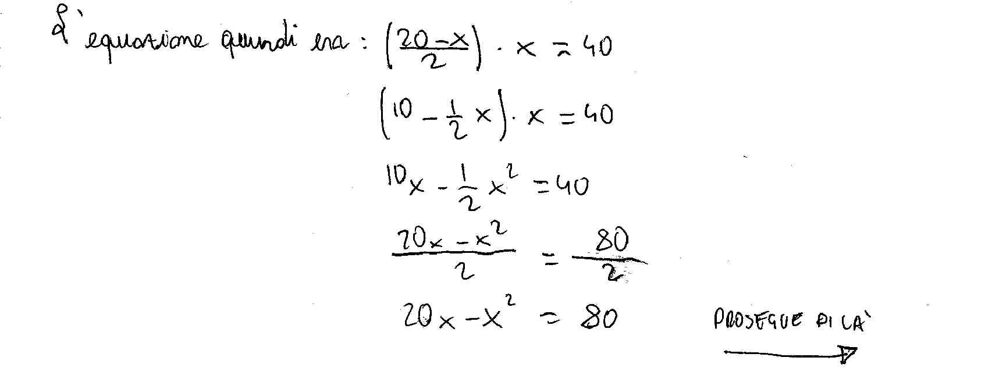 L'equazione quindi era: (20-x/2) · x = 40
(10 - 1/2 x) · x = 40
10x - 1/2 x² = 40
20x - x²/2 = 80/2
20x - x² = 80
PROSEGUE DI LÀ